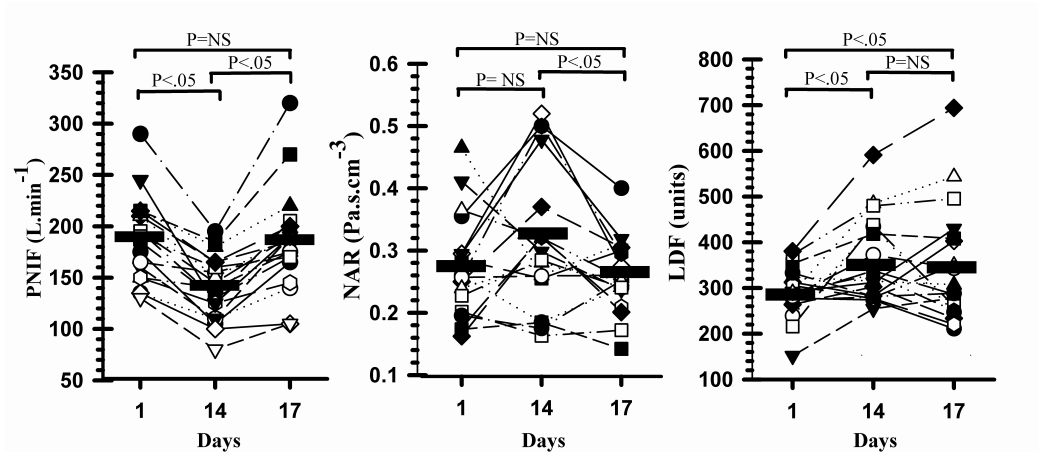 P=NS
P<.05
P<.05
350
300
250
200
150
100
50
PNIF (L.min-1)
1 14 17
Days
P=NS
P<.05
P= NS
0.6
0.5
0.4
0.3
0.2
0.1
NAR (Pa.s.cm-3)
1 14 17
Days
P<.05
P=NS
P<.05
800
700
600
500
400
300
200
100
LDF (units)
1 14 17
Days